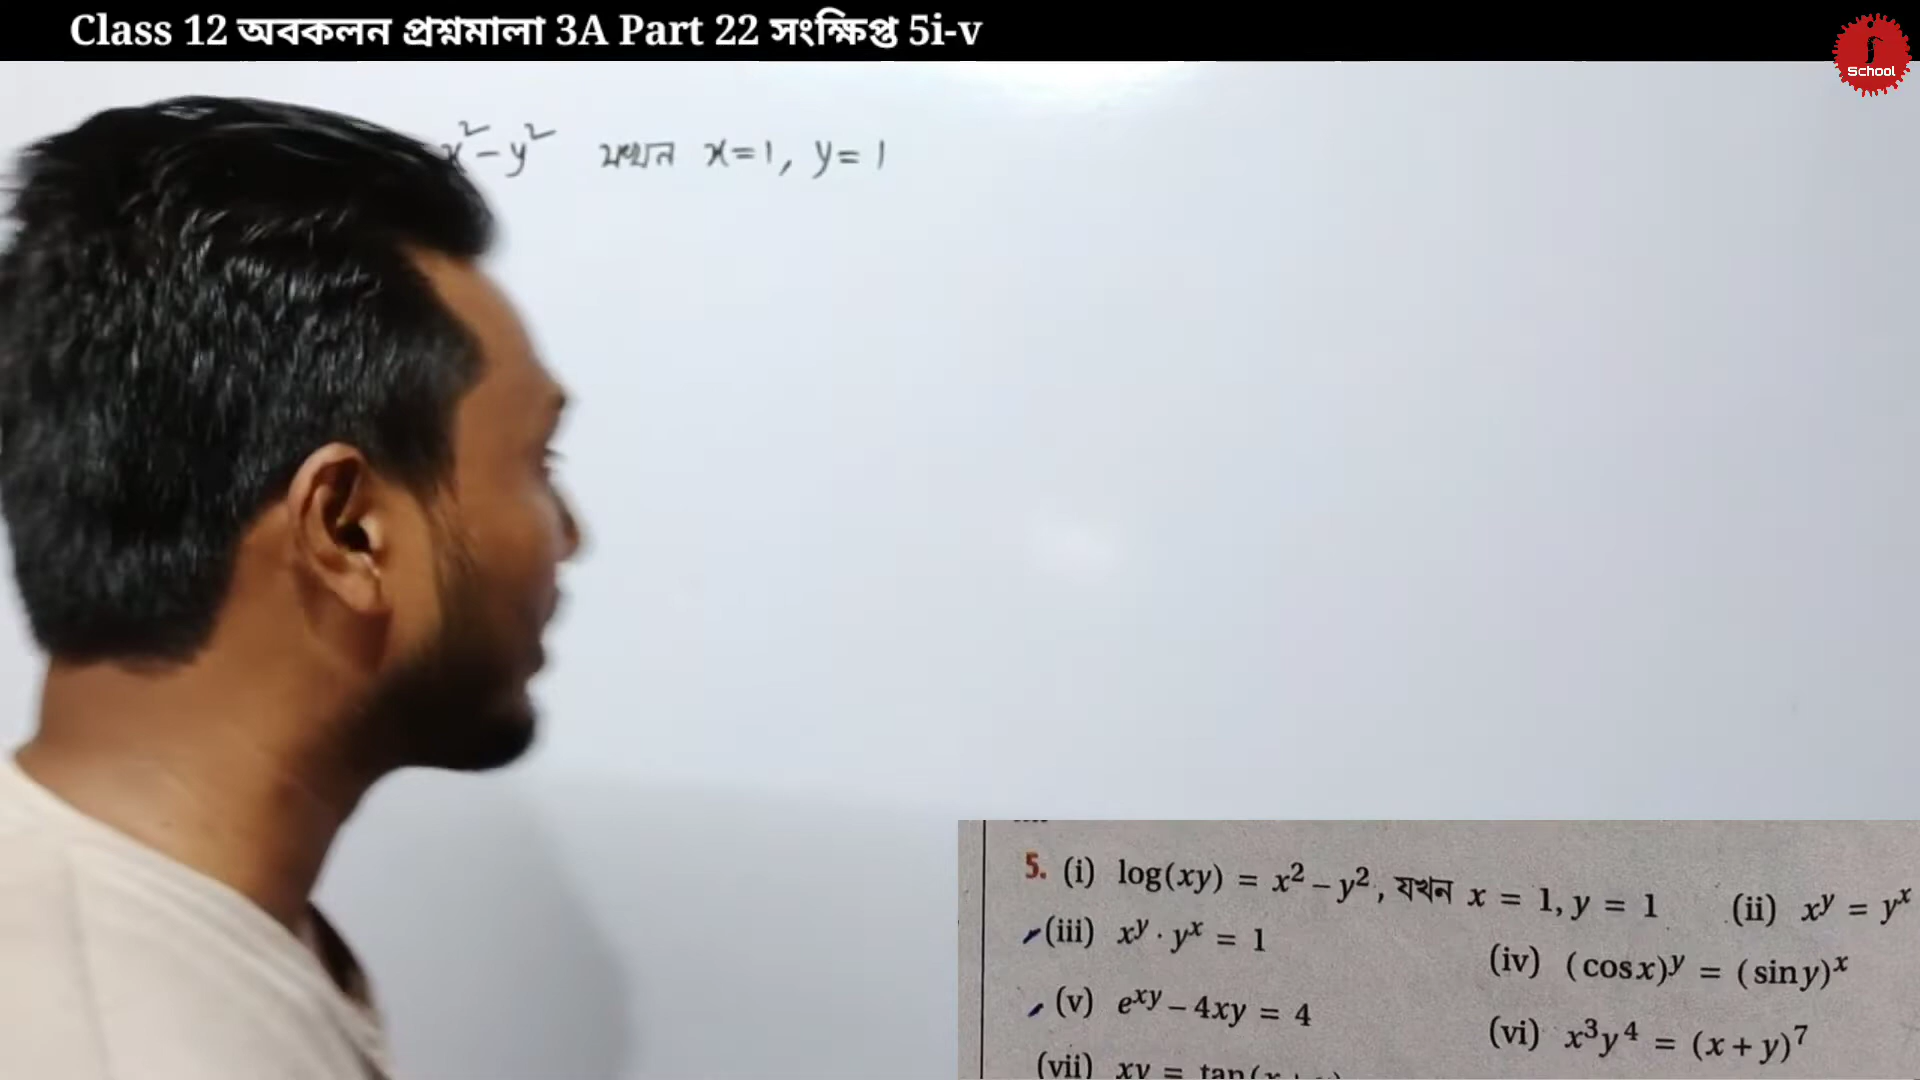 Class 12 অবকলন প্রশ্নমালা 3A Part 22 সংক্ষিপ্ত 5i-v
School
x² - y² যখন x=1, y=1
5. (i) log(xy) = x² – y², যখন x = 1, y = 1 (ii) xʸ = yˣ
(iii) xʸ · yˣ = 1 (iv) (cosx)ʸ = (siny)ˣ
(v) eˣʸ – 4xy = 4 (vi) x³y⁴ = (x + y)⁷
(vii) xy = tan(